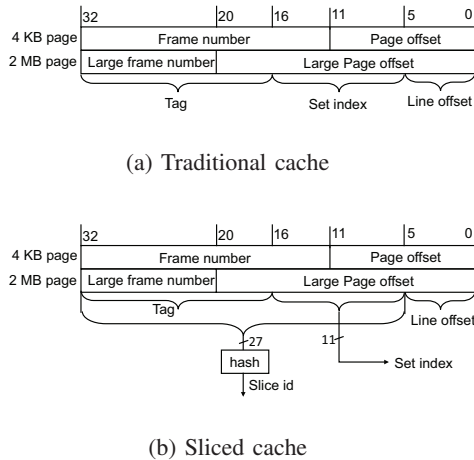 32 20 16 11 5 0
4 KB page Frame number Page offset
2 MB page Large frame number Large Page offset
Tag Set index Line offset
(a) Traditional cache
32 20 16 11 5 0
4 KB page Frame number Page offset
2 MB page Large frame number Large Page offset
Tag Line offset
27 11
hash Set index
Slice id
(b) Sliced cache